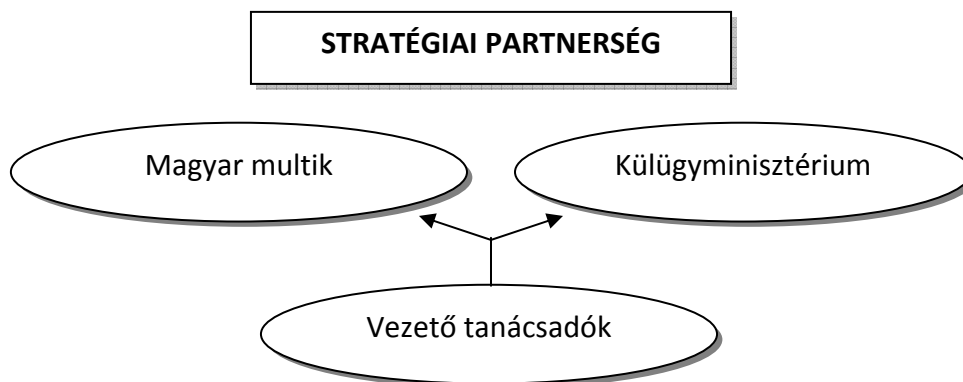 STRATÉGIAI PARTNERSÉG
Magyar multik
Külügyminisztérium
Vezető tanácsadók